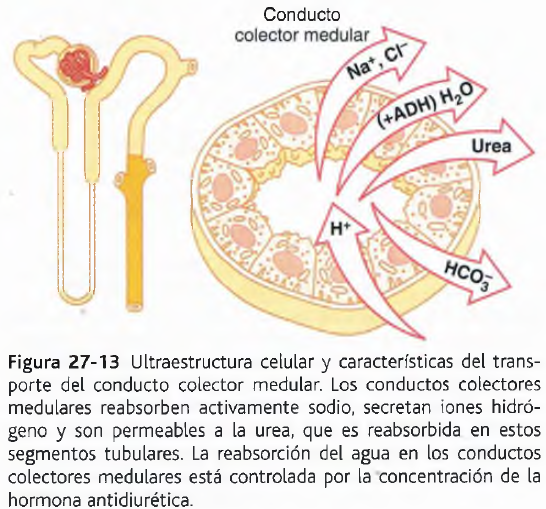 Conducto
colector medular
Na⁺, Cl⁻
(+ADH) H₂O
Urea
H⁺
HCO₃⁻
Figura 27-13 Ultraestructura celular y características del trans-
porte del conducto colector medular. Los conductos colectores
medulares reabsorben activamente sodio, secretan iones hidró-
geno y son permeables a la urea, que es reabsorbida en estos
segmentos tubulares. La reabsorción del agua en los conductos
colectores medulares está controlada por la concentración de la
hormona antidiurética.